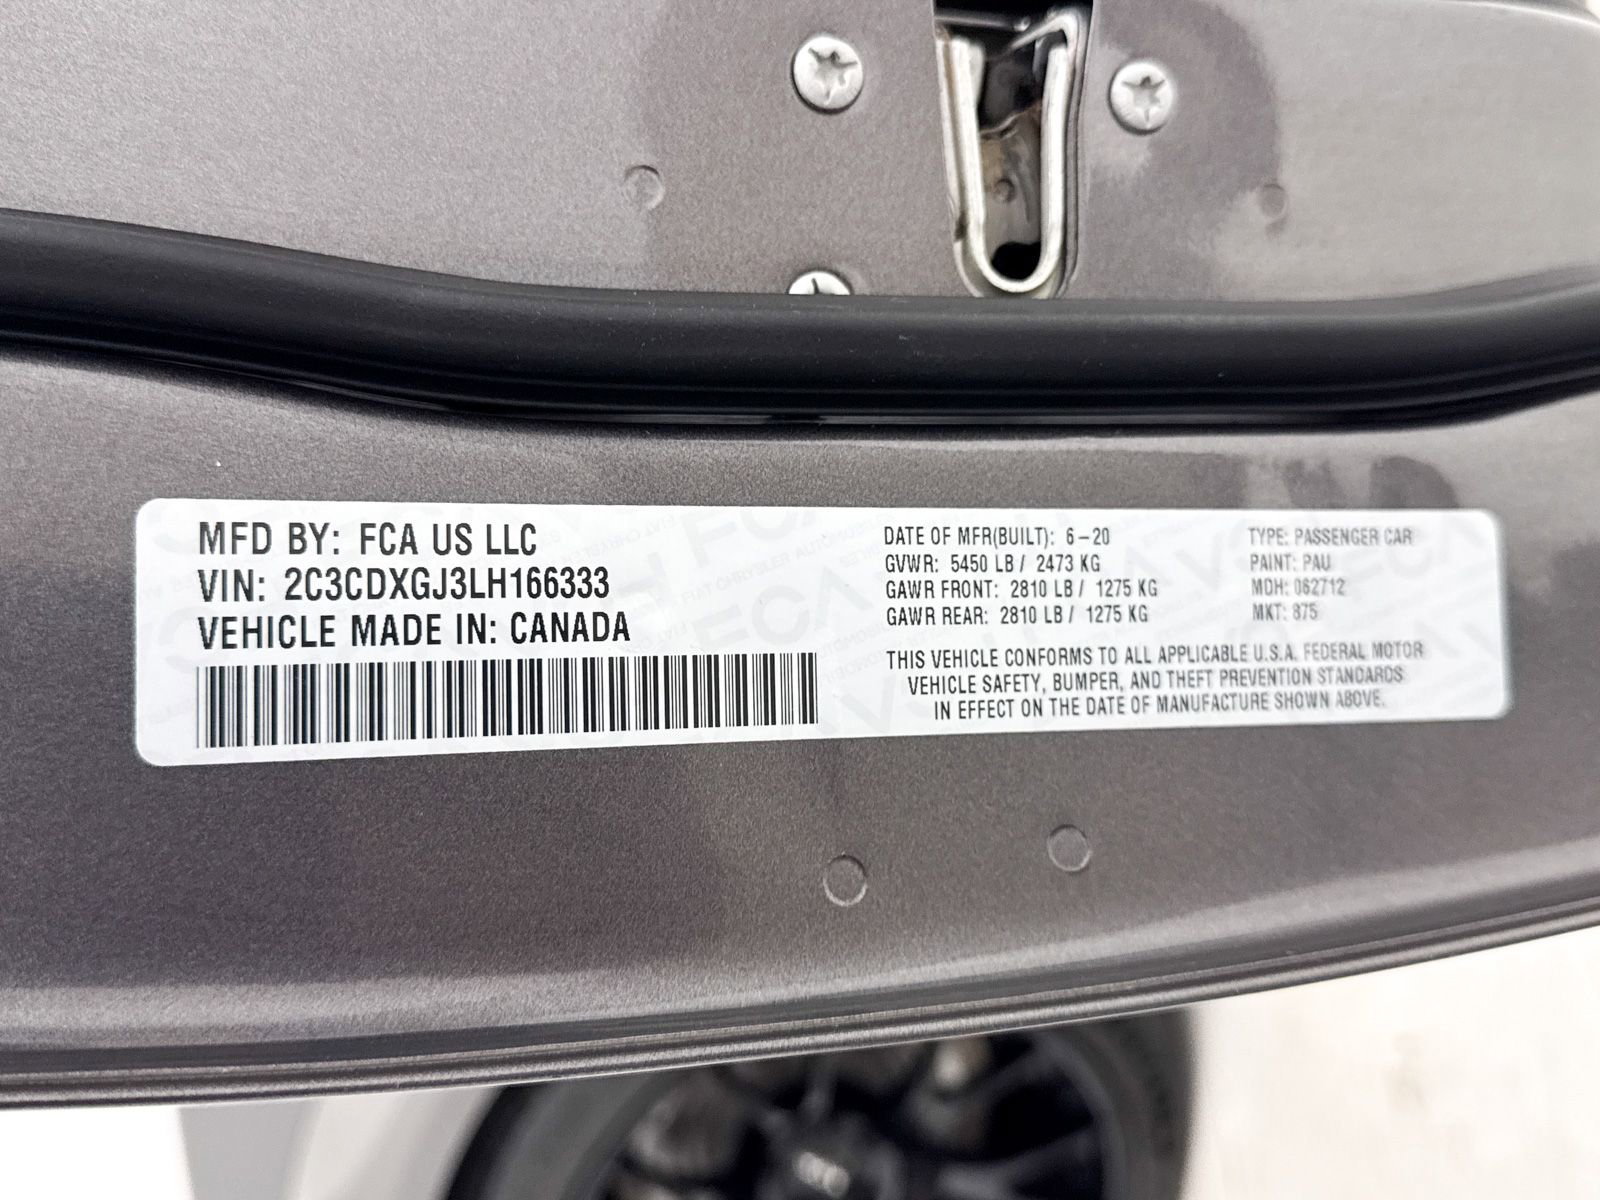 MFD BY: FCA US LLC
VIN: 2C3CDXGJ3LH166333
VEHICLE MADE IN: CANADA
DATE OF MFR(BUILT): 6-20
GVWR: 5450 LB / 2473 KG
GAWR FRONT: 2810 LB / 1275 KG
GAWR REAR: 2810 LB / 1275 KG
TYPE: PASSENGER CAR
PAINT: PAU
MDH: 062712
MKT: 875
THIS VEHICLE CONFORMS TO ALL APPLICABLE U.S.A. FEDERAL MOTOR
VEHICLE SAFETY, BUMPER, AND THEFT PREVENTION STANDARDS
IN EFFECT ON THE DATE OF MANUFACTURE SHOWN ABOVE.